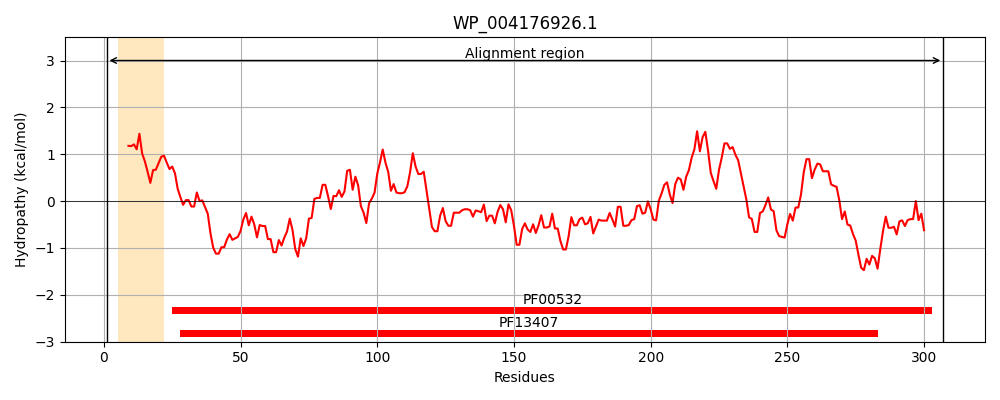 WP_004176926.1
Alignment region
Hydropathy (kcal/mol)
3
2
1
0
−1
−2
−3
PF00532
PF13407
0 50 100 150 200 250 300
Residues